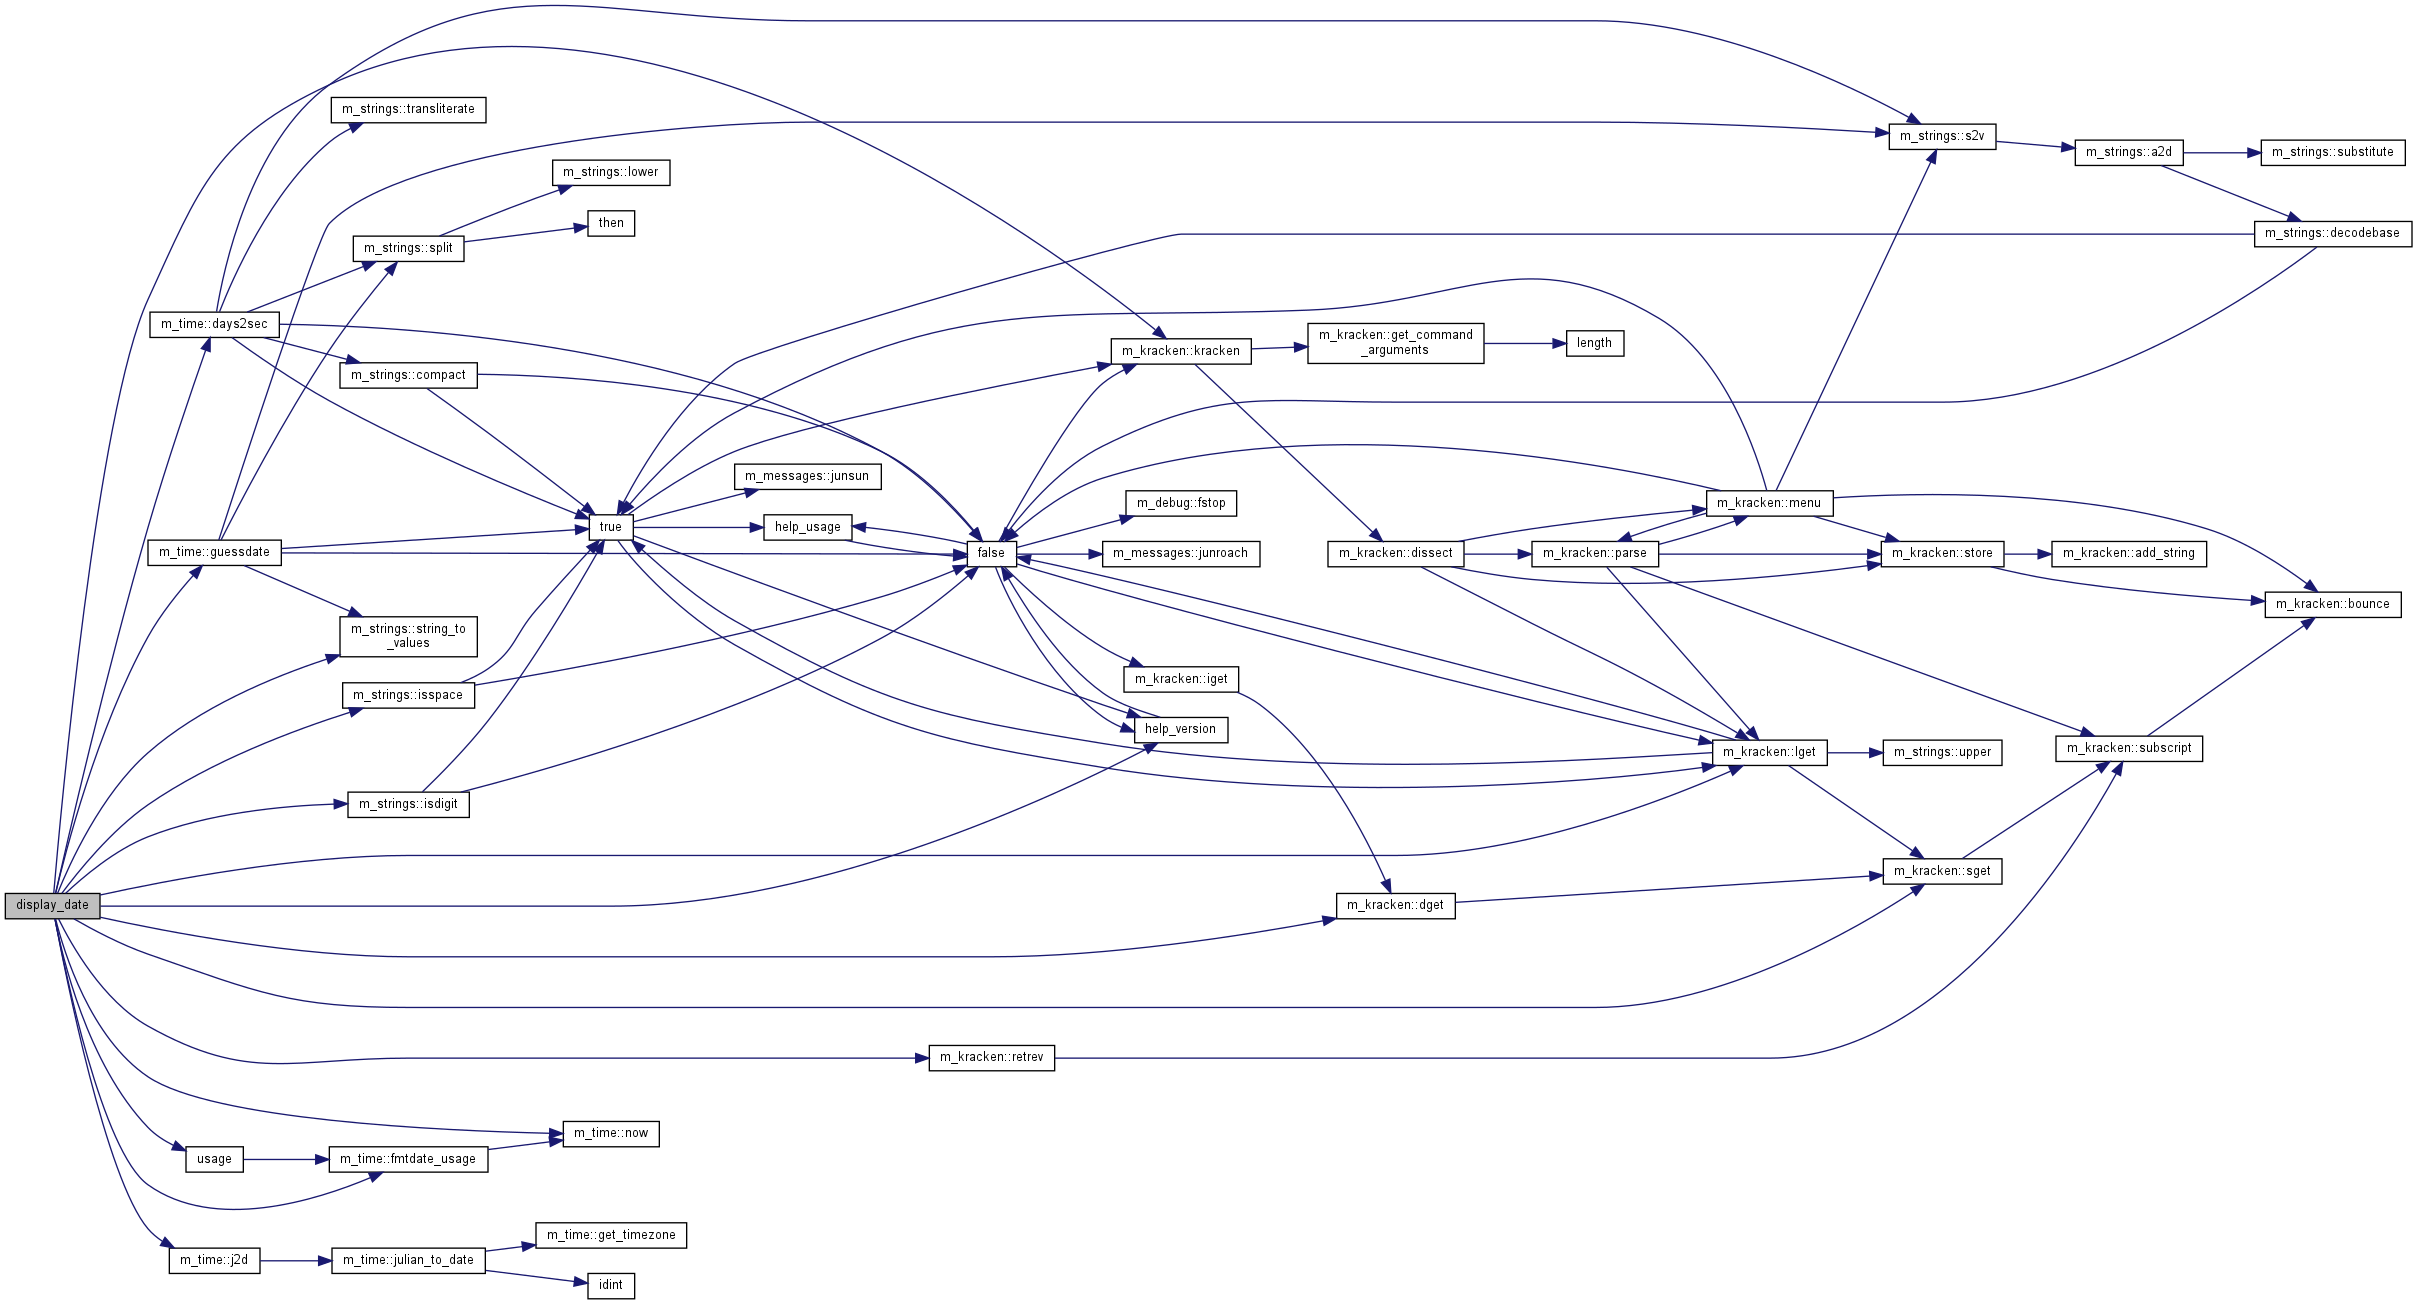 m_strings::transliterate
m_strings::s2v
m_strings::a2d
m_strings::substitute
m_strings::lower
then
m_strings::split
m_strings::decodebase
m_time::days2sec
m_kracken::kracken
m_kracken::get_command
_arguments
length
m_strings::compact
m_messages::junsun
m_debug::fstop
m_kracken::menu
true
help_usage
m_time::guessdate
false
m_messages::junroach
m_kracken::dissect
m_kracken::parse
m_kracken::store
m_kracken::add_string
m_kracken::bounce
m_strings::string_to
_values
m_strings::isspace
m_kracken::iget
help_version
m_kracken::lget
m_strings::upper
m_kracken::subscript
m_strings::isdigit
m_kracken::sget
display_date
m_kracken::dget
m_kracken::retrev
m_time::now
usage
m_time::fmtdate_usage
m_time::get_timezone
m_time::j2d
m_time::julian_to_date
idint